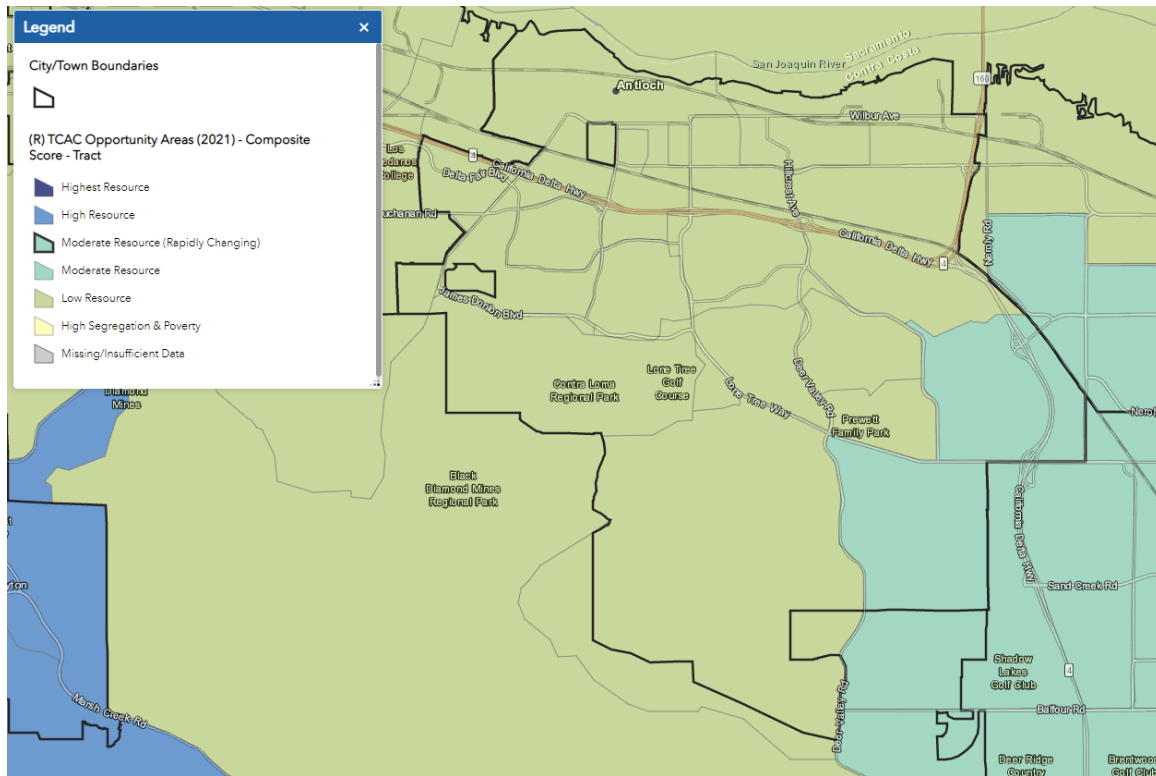 Legend
×
City/Town Boundaries
(R) TCAC Opportunity Areas (2021) - Composite
Score - Tract
Highest Resource
High Resource
Moderate Resource (Rapidly Changing)
Moderate Resource
Low Resource
High Segregation & Poverty
Missing/Insufficient Data
Sacramento
Contra Costa
San Joaquin River
160
Antioch
Wilbur Ave
Los
College
4
California Delta Hwy
Delta Fair Blvd
Hillcrest Ave
uchanan Rd
California Delta Hwy
4
Neroly Rd
James Donlon Blvd
Diamond
Mines
Contra Loma
Regional Park
Lone Tree
Golf
Course
Lone Tree Way
Deer Valley Rd
Prewett
Family Park
Nerol
Black
Diamond Mines
Regional Park
California Delta Hwy
yton
Sand Creek Rd
Shadow
Lakes
Golf Club
4
Marsh Creek Rd
Deer Valley Rd
Balfour Rd
Deer Ridge
Country
Brentwoo
Golf Club